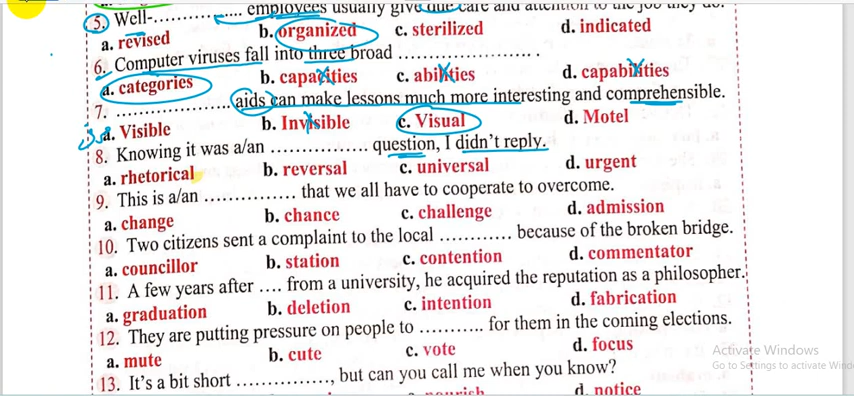 5. Well-................. employees usually give due care and attention to the job they do.
a. revised b. organized c. sterilized d. indicated
6. Computer viruses fall into three broad .....................
a. categories b. capacities c. abilities d. capabilities
7. ..................... aids can make lessons much more interesting and comprehensible.
a. Visible b. Invisible c. Visual d. Motel
8. Knowing it was a/an ................. question, I didn't reply.
a. rhetorical b. reversal c. universal d. urgent
9. This is a/an ................ that we all have to cooperate to overcome.
a. change b. chance c. challenge d. admission
10. Two citizens sent a complaint to the local ............ because of the broken bridge.
a. councillor b. station c. contention d. commentator
11. A few years after .... from a university, he acquired the reputation as a philosopher.
a. graduation b. deletion c. intention d. fabrication
12. They are putting pressure on people to ........... for them in the coming elections.
a. mute b. cute c. vote d. focus
13. It's a bit short ................, but can you call me when you know?
nourish d. notice
Activate Windows
Go to Settings to activate Wind